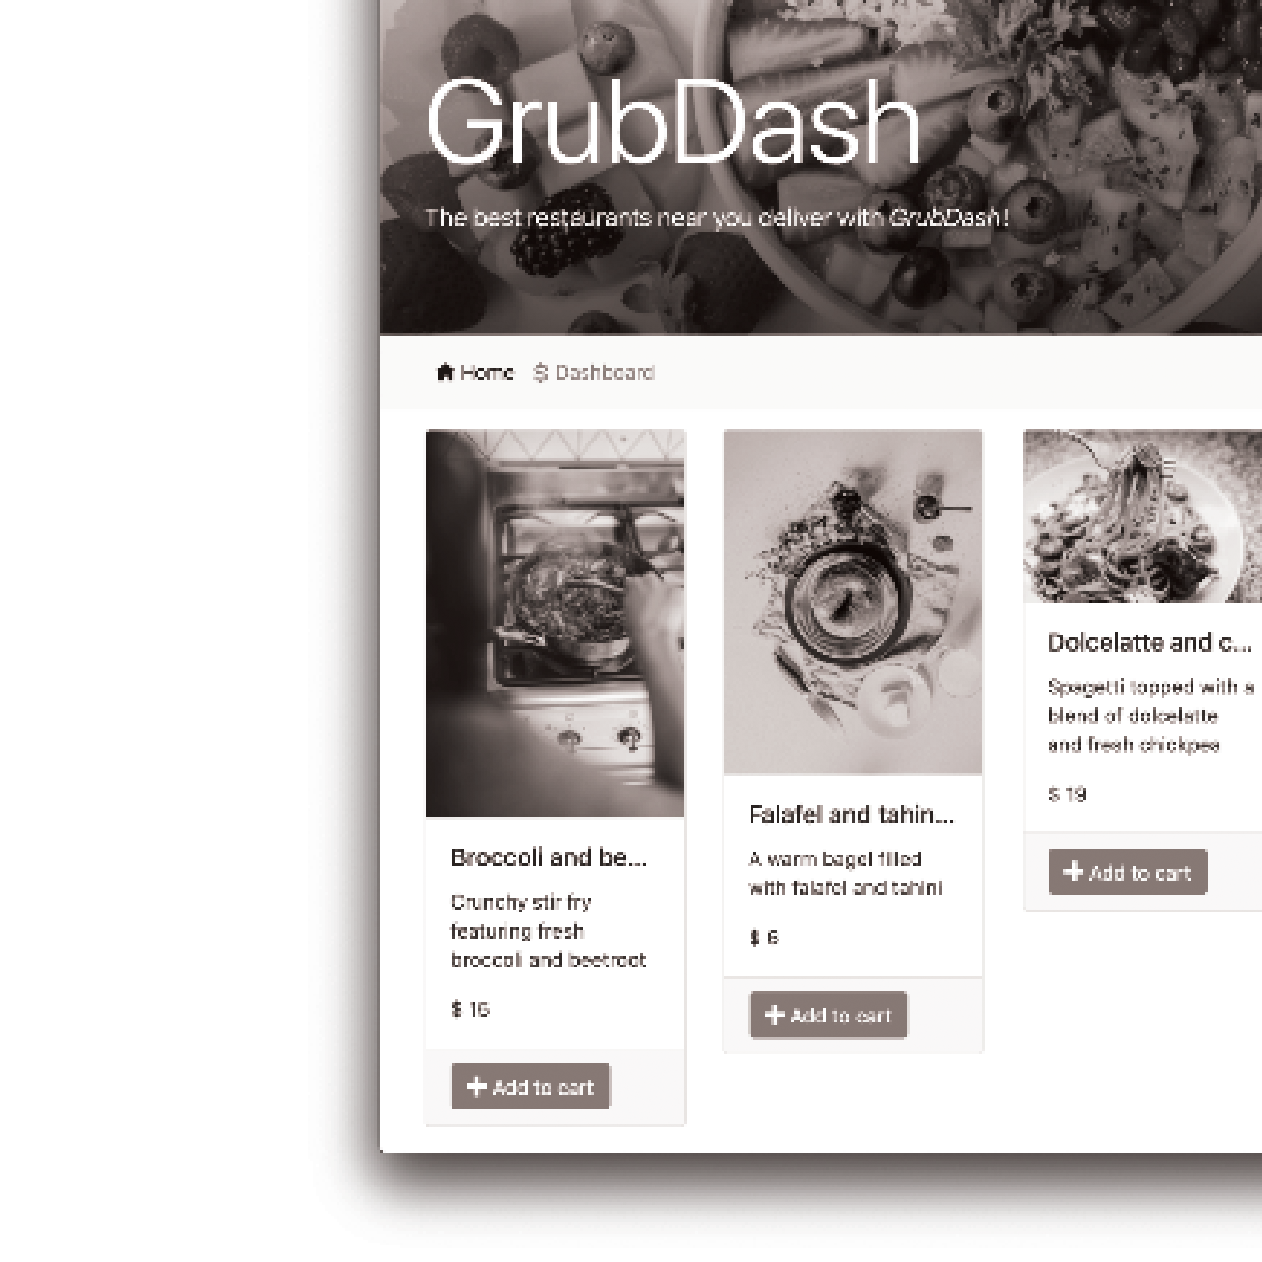 GrubDash
The best restaurants near you deliver with GrubDash!
Home $ Dashboard
Broccoli and be...
Crunchy stir fry
featuring fresh
broccoli and beetroot
$ 16
+ Add to cart
Falafel and tahin...
A warm bagel filled
with falafel and tahini
$ 6
+ Add to cart
Dolcelatte and c...
Spagetti topped with a
blend of dolcelatte
and fresh chickpea
$ 19
+ Add to cart